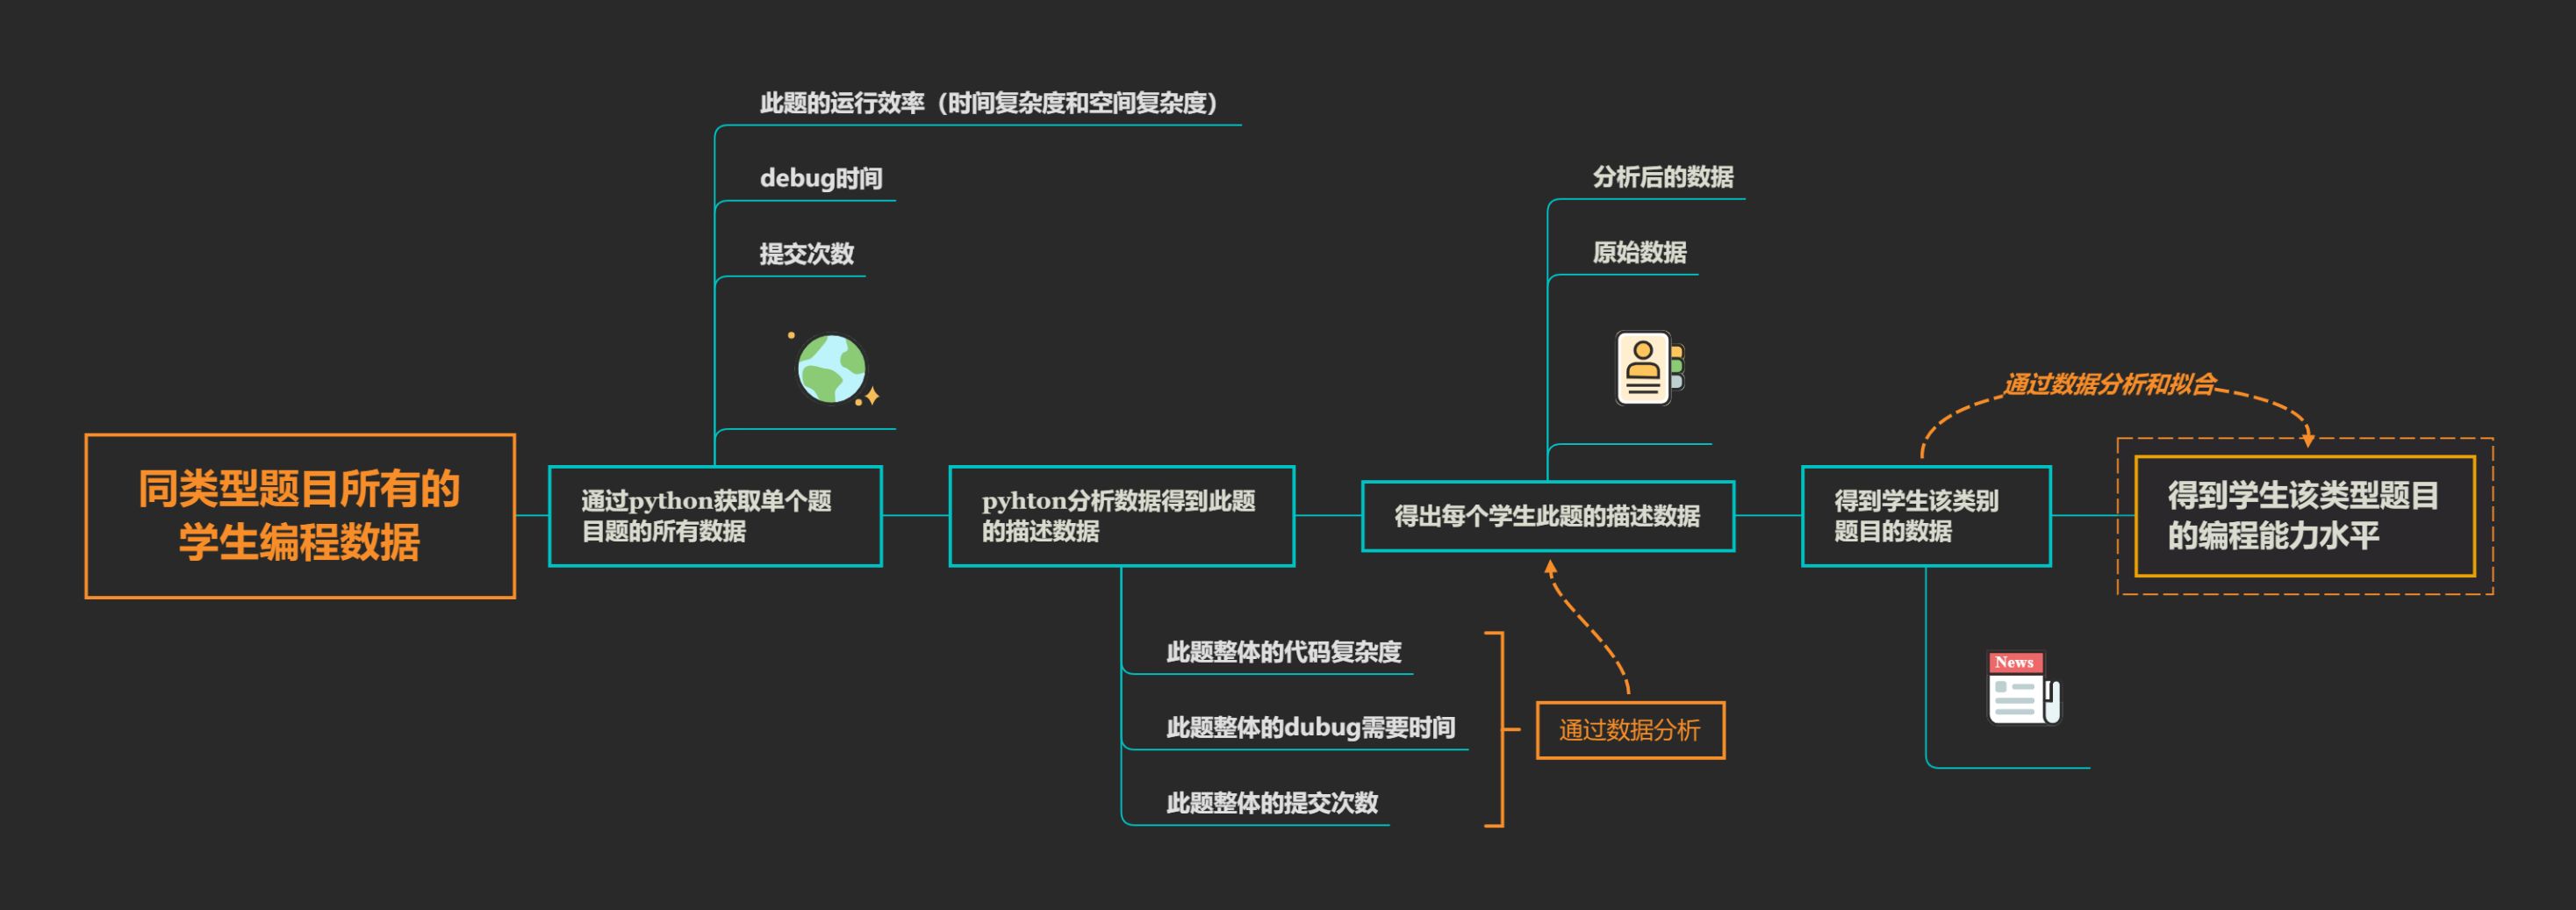 此题的运行效率（时间复杂度和空间复杂度）
debug时间
提交次数
分析后的数据
原始数据
通过数据分析和拟合
同类型题目所有的
学生编程数据
通过python获取单个题
目题的所有数据
pyhton分析数据得到此题
的描述数据
得出每个学生此题的描述数据
得到学生该类别
题目的数据
得到学生该类型题目
的编程能力水平
此题整体的代码复杂度
此题整体的dubug需要时间
此题整体的提交次数
通过数据分析
News